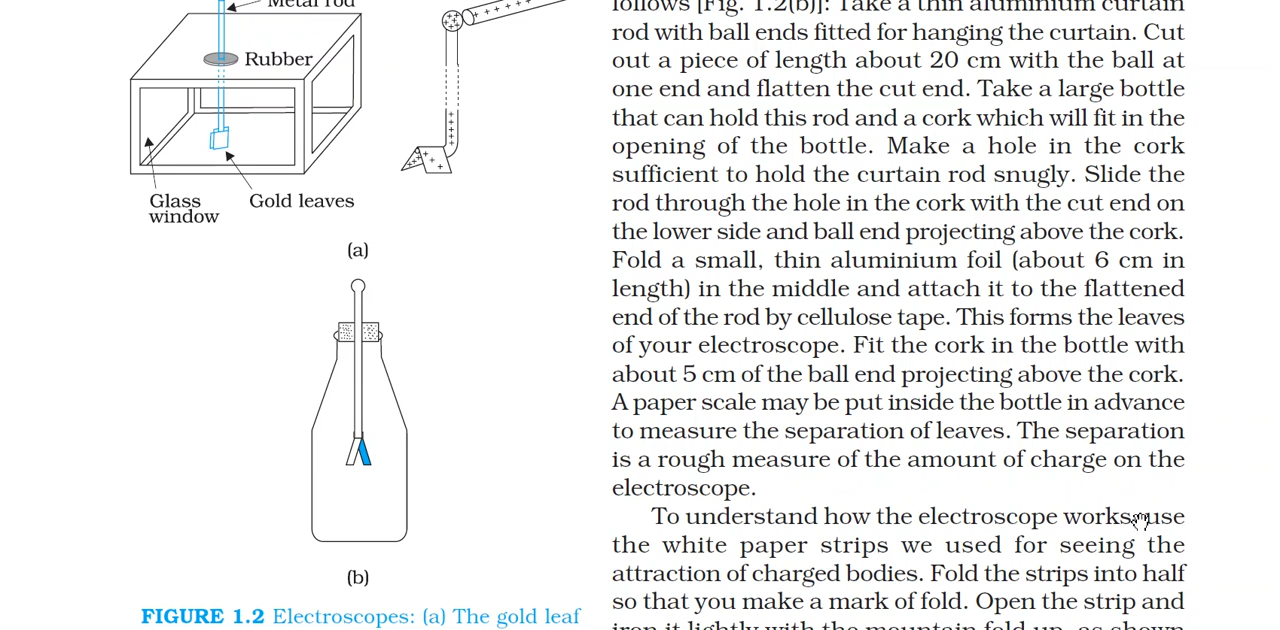 Metal rod
Rubber
Glass
window
Gold leaves
(a)
(b)
FIGURE 1.2 Electroscopes: (a) The gold leaf
follows [Fig. 1.2(b)]: Take a thin aluminium curtain
rod with ball ends fitted for hanging the curtain. Cut
out a piece of length about 20 cm with the ball at
one end and flatten the cut end. Take a large bottle
that can hold this rod and a cork which will fit in the
opening of the bottle. Make a hole in the cork
sufficient to hold the curtain rod snugly. Slide the
rod through the hole in the cork with the cut end on
the lower side and ball end projecting above the cork.
Fold a small, thin aluminium foil (about 6 cm in
length) in the middle and attach it to the flattened
end of the rod by cellulose tape. This forms the leaves
of your electroscope. Fit the cork in the bottle with
about 5 cm of the ball end projecting above the cork.
A paper scale may be put inside the bottle in advance
to measure the separation of leaves. The separation
is a rough measure of the amount of charge on the
electroscope.
To understand how the electroscope works, use
the white paper strips we used for seeing the
attraction of charged bodies. Fold the strips into half
so that you make a mark of fold. Open the strip and
iron it lightly with the mountain fold up, as shown